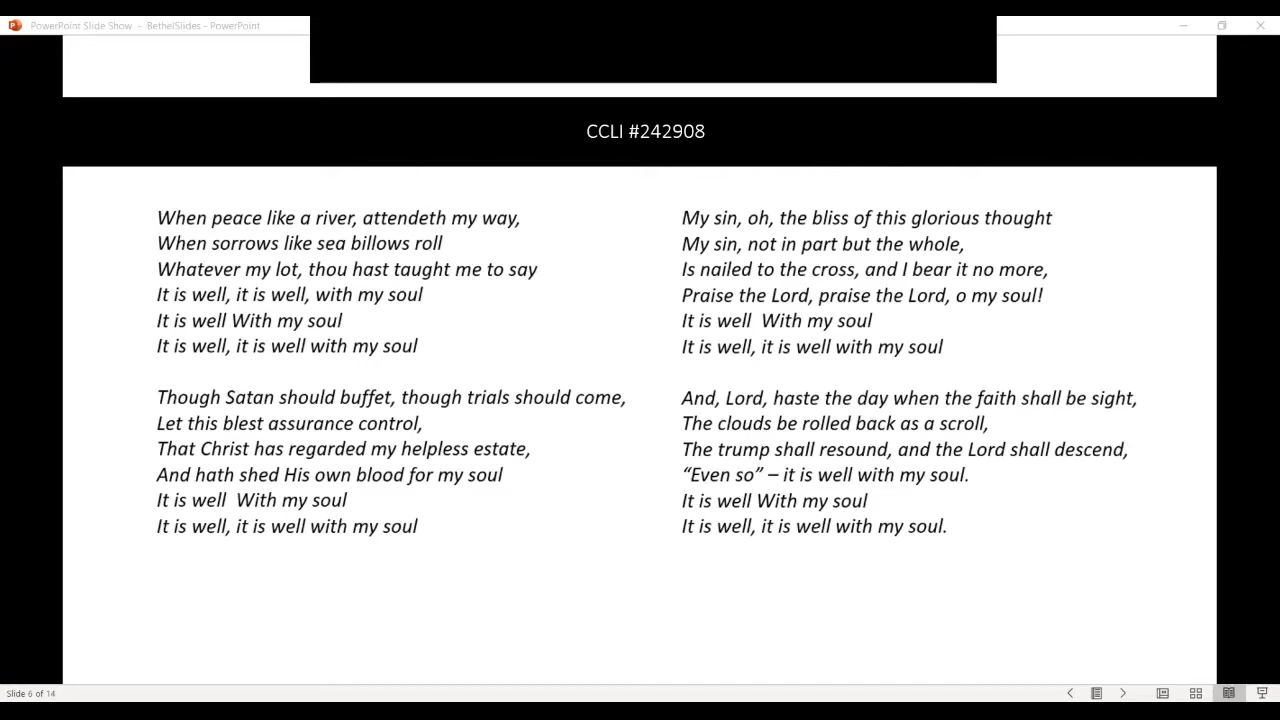 PowerPoint Slide Show - BethelSlides - PowerPoint
CCLI #242908
When peace like a river, attendeth my way,
When sorrows like sea billows roll
Whatever my lot, thou hast taught me to say
It is well, it is well, with my soul
It is well With my soul
It is well, it is well with my soul
Though Satan should buffet, though trials should come,
Let this blest assurance control,
That Christ has regarded my helpless estate,
And hath shed His own blood for my soul
It is well  With my soul
It is well, it is well with my soul
My sin, oh, the bliss of this glorious thought
My sin, not in part but the whole,
Is nailed to the cross, and I bear it no more,
Praise the Lord, praise the Lord, o my soul!
It is well  With my soul
It is well, it is well with my soul
And, Lord, haste the day when the faith shall be sight,
The clouds be rolled back as a scroll,
The trump shall resound, and the Lord shall descend,
“Even so” – it is well with my soul.
It is well With my soul
It is well, it is well with my soul.
Slide 6 of 14